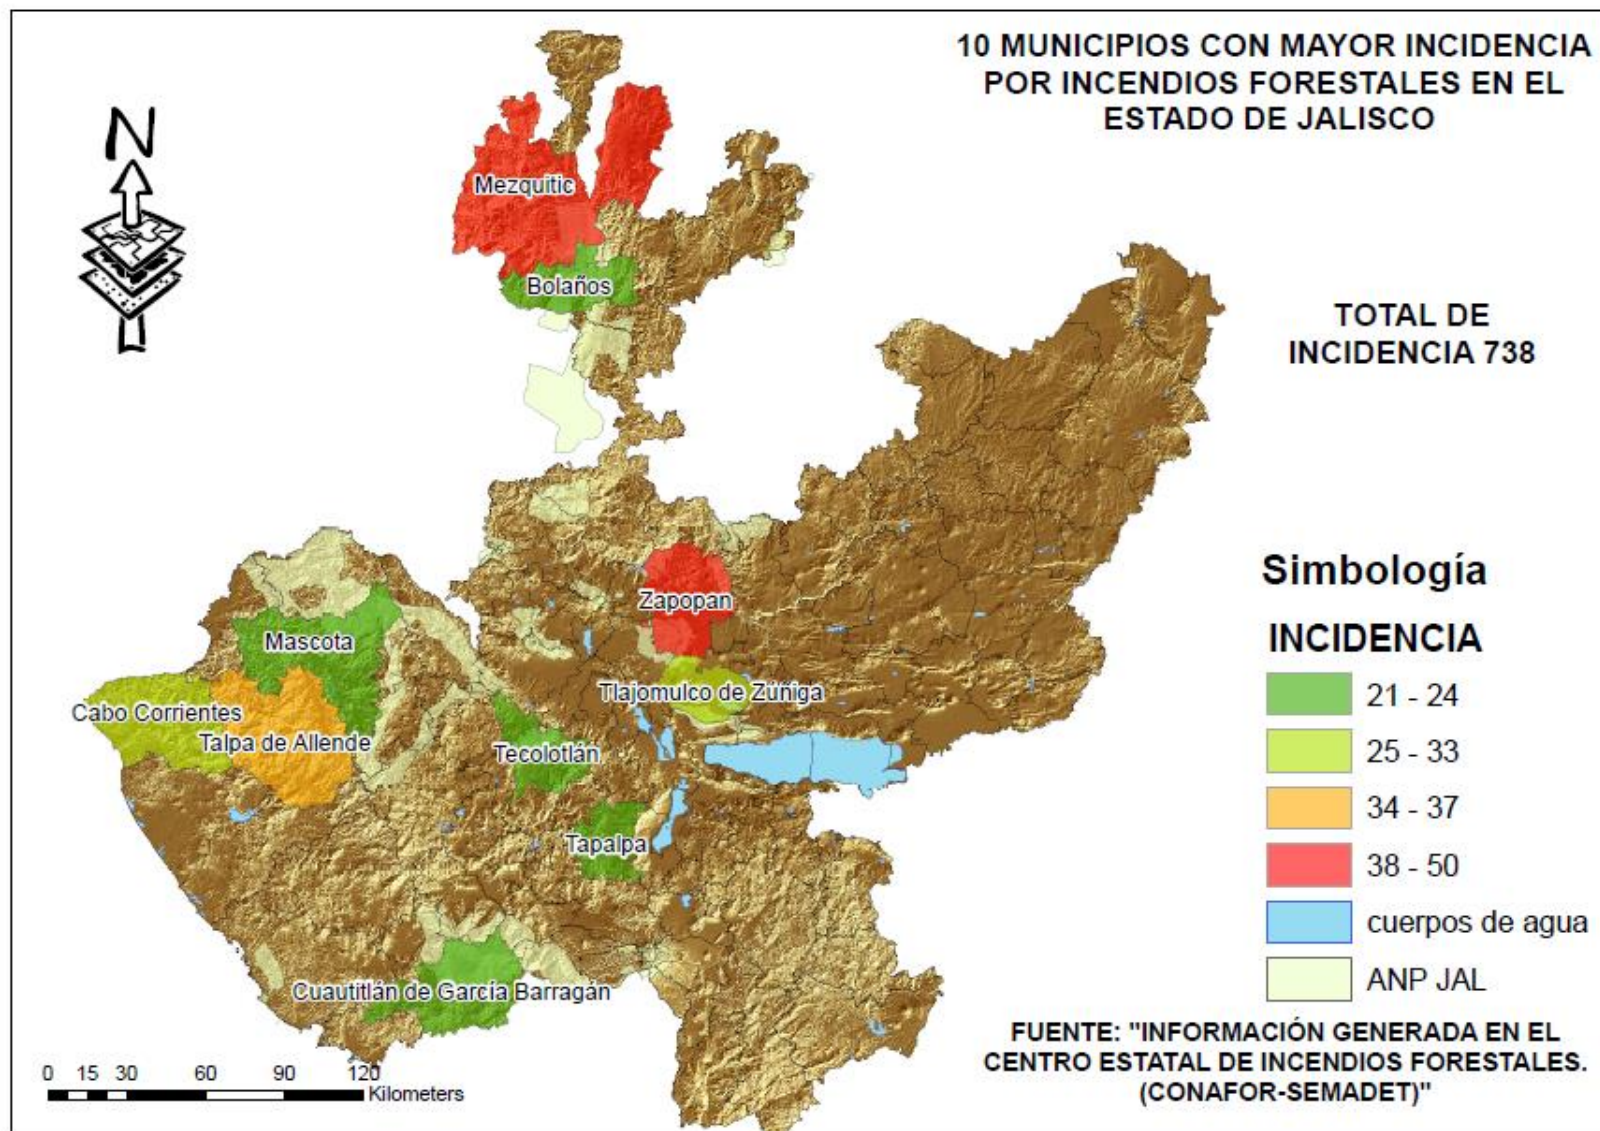 10 MUNICIPIOS CON MAYOR INCIDENCIA
POR INCENDIOS FORESTALES EN EL
ESTADO DE JALISCO
N
Mezquitic
Bolaños
TOTAL DE
INCIDENCIA 738
Zapopan
Mascota
Tlajomulco de Zúñiga
Cabo Corrientes
Talpa de Allende
Tecolotlán
Tapalpa
Cuautitlán de García Barragán
Simbología
INCIDENCIA
21 - 24
25 - 33
34 - 37
38 - 50
cuerpos de agua
ANP JAL
FUENTE: "INFORMACIÓN GENERADA EN EL
CENTRO ESTATAL DE INCENDIOS FORESTALES.
(CONAFOR-SEMADET)"
0 15 30 60 90 120
Kilometers